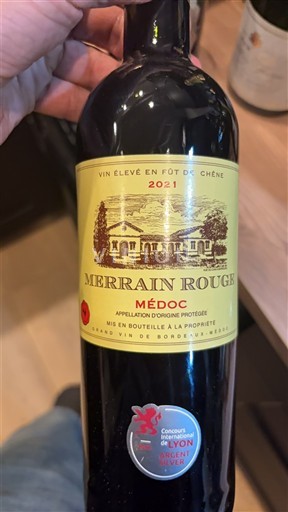 VIN ÉLEVÉ EN FÛT DE CHÊNE
2021
MERRAIN ROUGE
MÉDOC
APPELLATION D'ORIGINE PROTÉGÉE
MIS EN BOUTEILLE À LA PROPRIÉTÉ
GRAND VIN DE BORDEAUX-MÉDOC
Concours
International
de LYON
ARGENT
SILVER